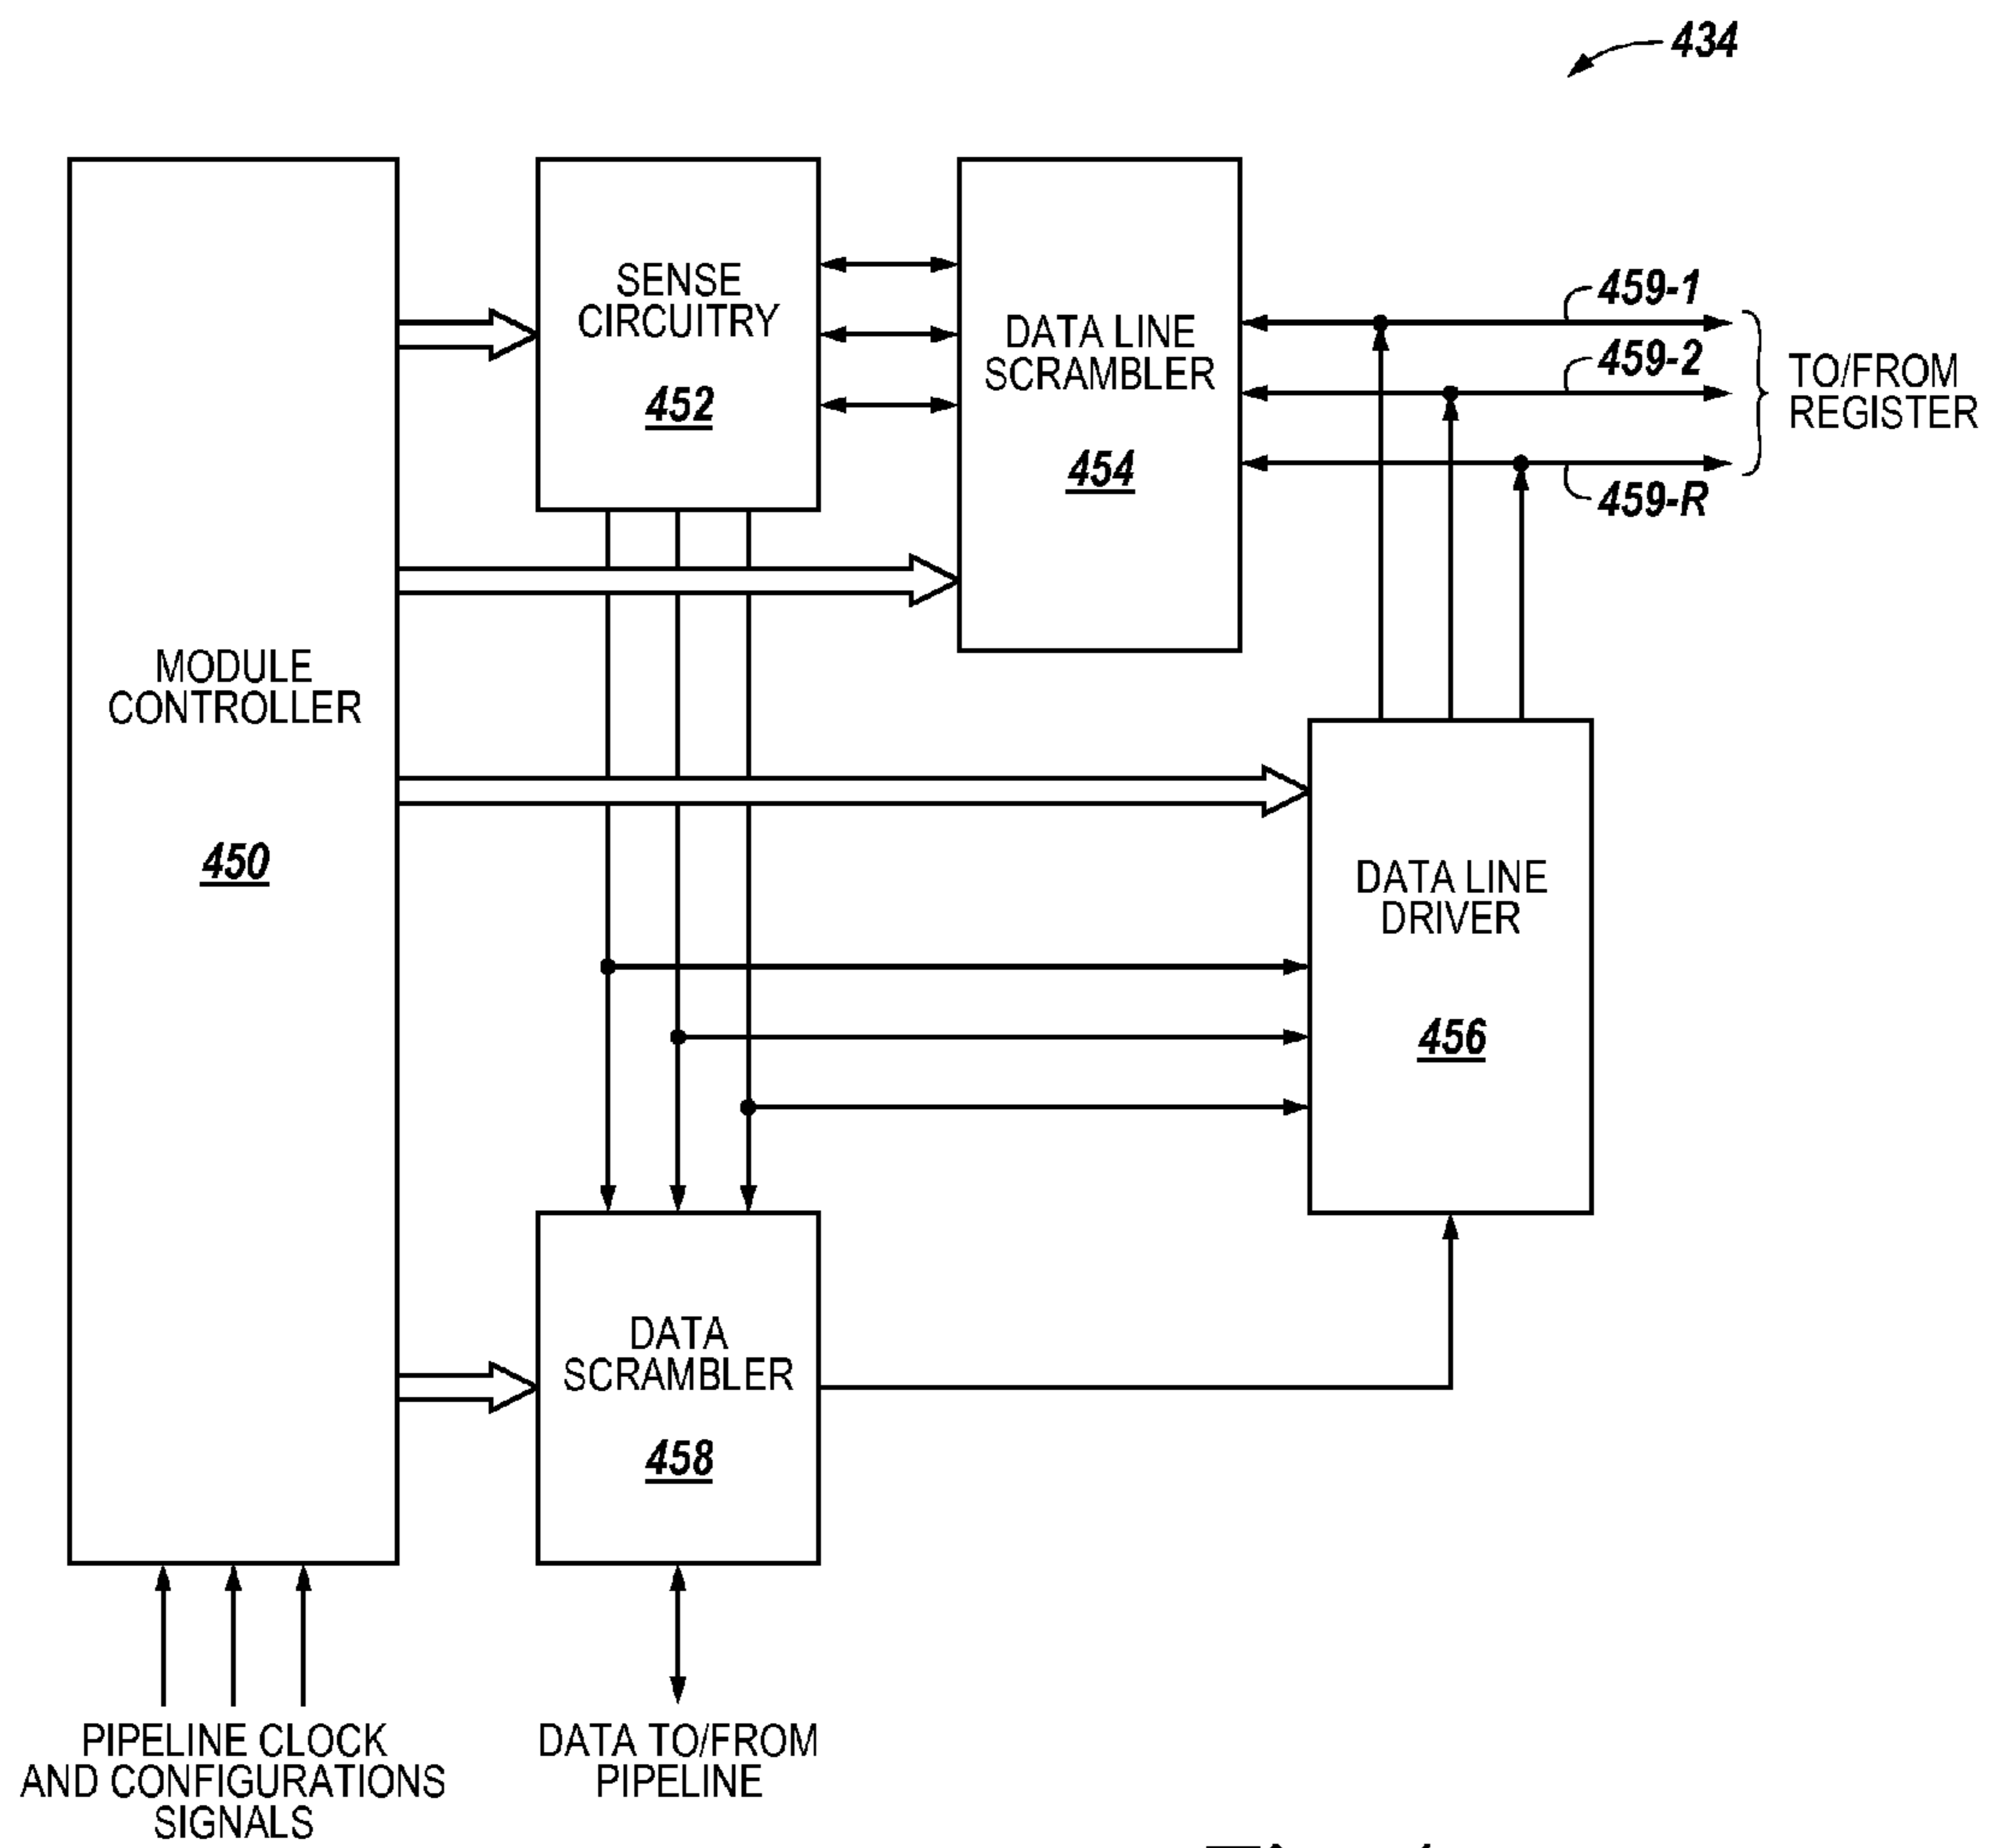 434
SENSE
CIRCUITRY
452
DATA LINE
SCRAMBLER
454
459-1
459-2
459-R
TO/FROM
REGISTER
MODULE
CONTROLLER
450
DATA LINE
DRIVER
456
DATA
SCRAMBLER
458
PIPELINE CLOCK
AND CONFIGURATIONS
SIGNALS
DATA TO/FROM
PIPELINE